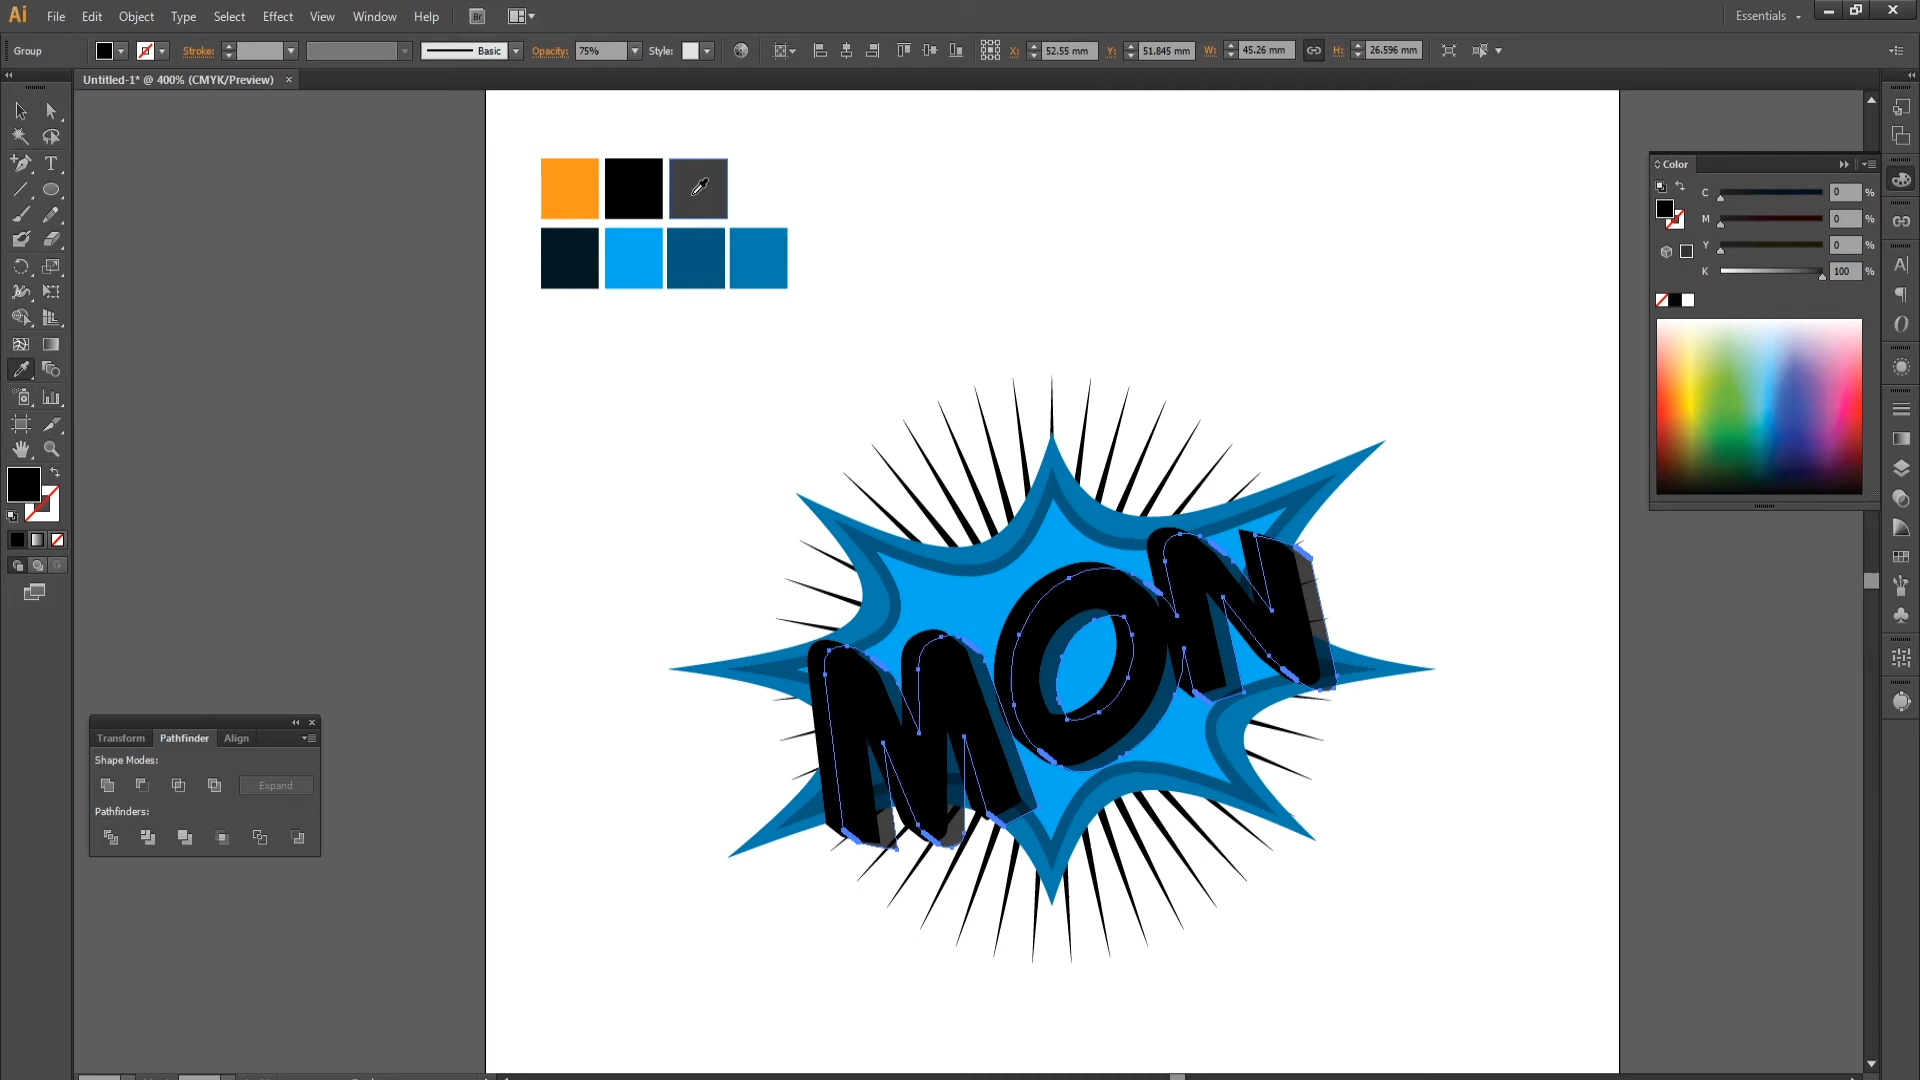 Ai File Edit Object Type Select Effect View Window Help Br Essentials
Group Stroke: Basic Opacity: 75% Style: X: 52.55 mm Y: 51.845 mm W: 45.26 mm H: 26.596 mm
Untitled-1* @ 400% (CMYK/Preview)
Color
C 0 %
M 0 %
Y 0 %
K 100 %
MON
Transform Pathfinder Align
Shape Modes:
Expand
Pathfinders: